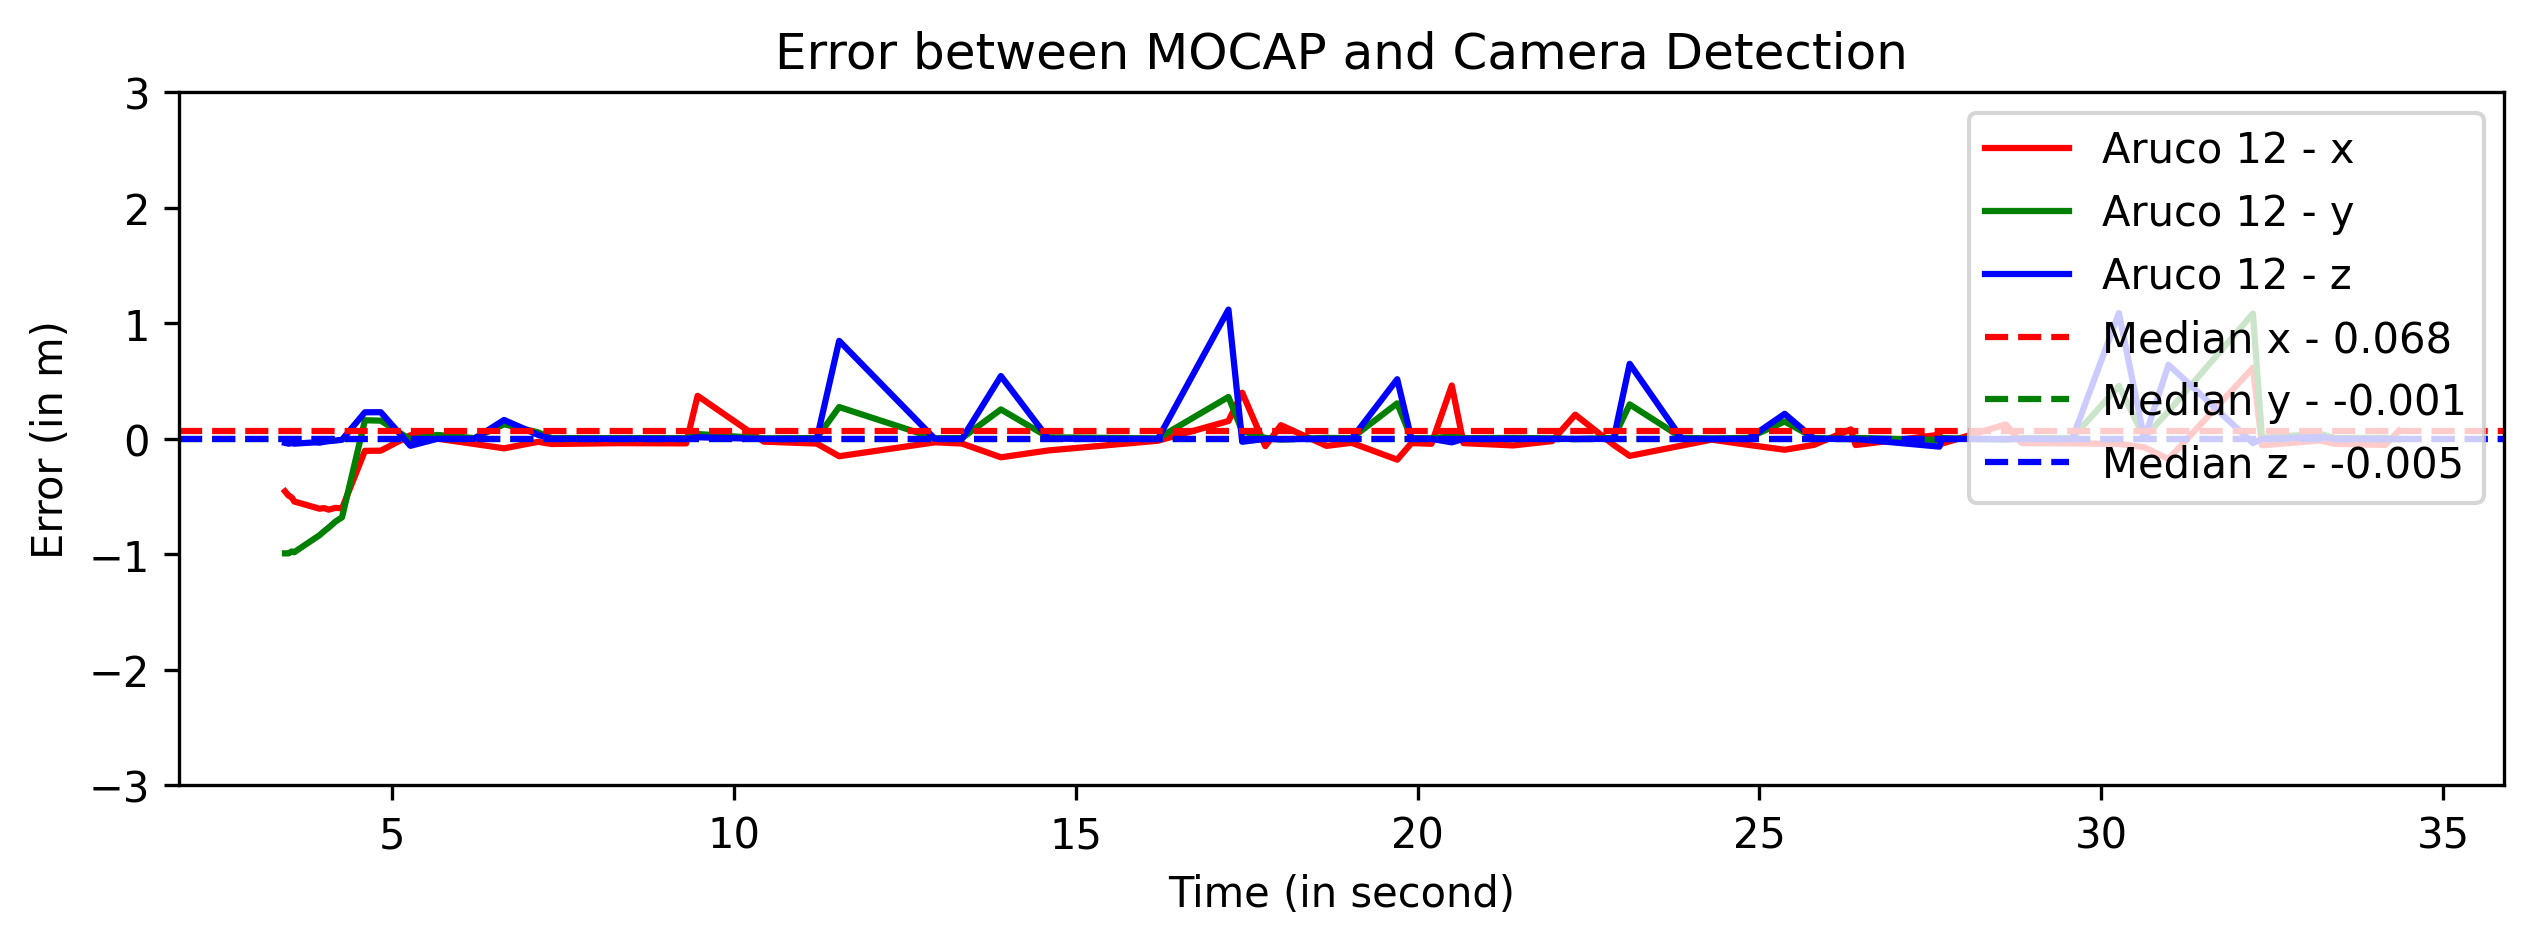 Error between MOCAP and Camera Detection
3
2
1
0
−1
−2
−3
Error (in m)
Aruco 12 - x
Aruco 12 - y
Aruco 12 - z
Median x - 0.068
Median y - -0.001
Median z - -0.005
5 10 15 20 25 30 35
Time (in second)